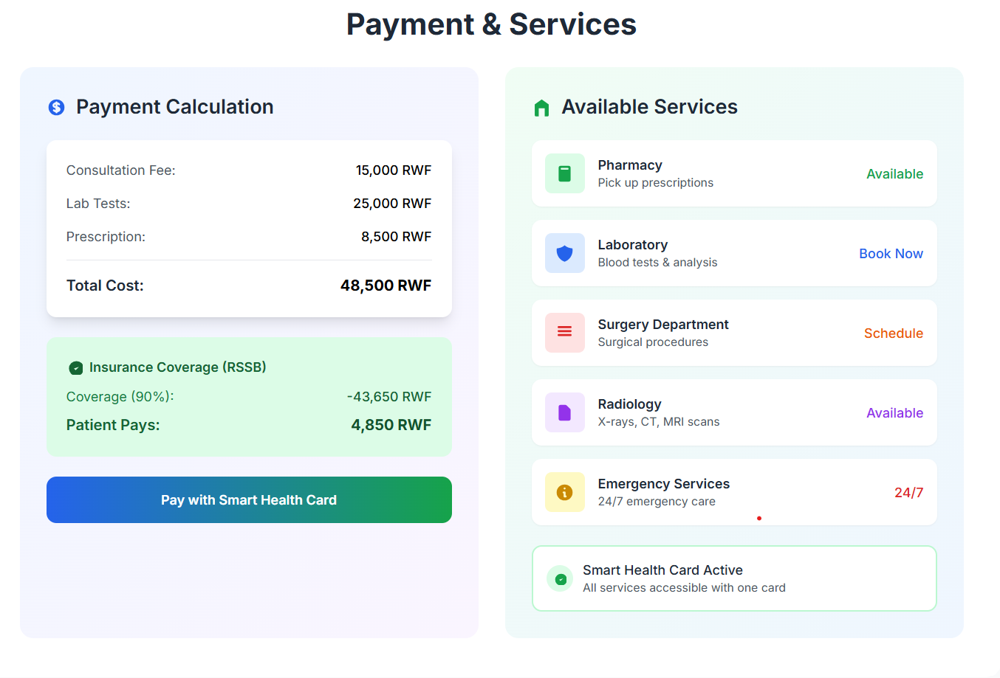 Payment & Services
Payment Calculation
Consultation Fee: 15,000 RWF
Lab Tests: 25,000 RWF
Prescription: 8,500 RWF
Total Cost: 48,500 RWF
Insurance Coverage (RSSB)
Coverage (90%): -43,650 RWF
Patient Pays: 4,850 RWF
Pay with Smart Health Card
Available Services
Pharmacy
Pick up prescriptions
Available
Laboratory
Blood tests & analysis
Book Now
Surgery Department
Surgical procedures
Schedule
Radiology
X-rays, CT, MRI scans
Available
Emergency Services
24/7 emergency care
24/7
Smart Health Card Active
All services accessible with one card